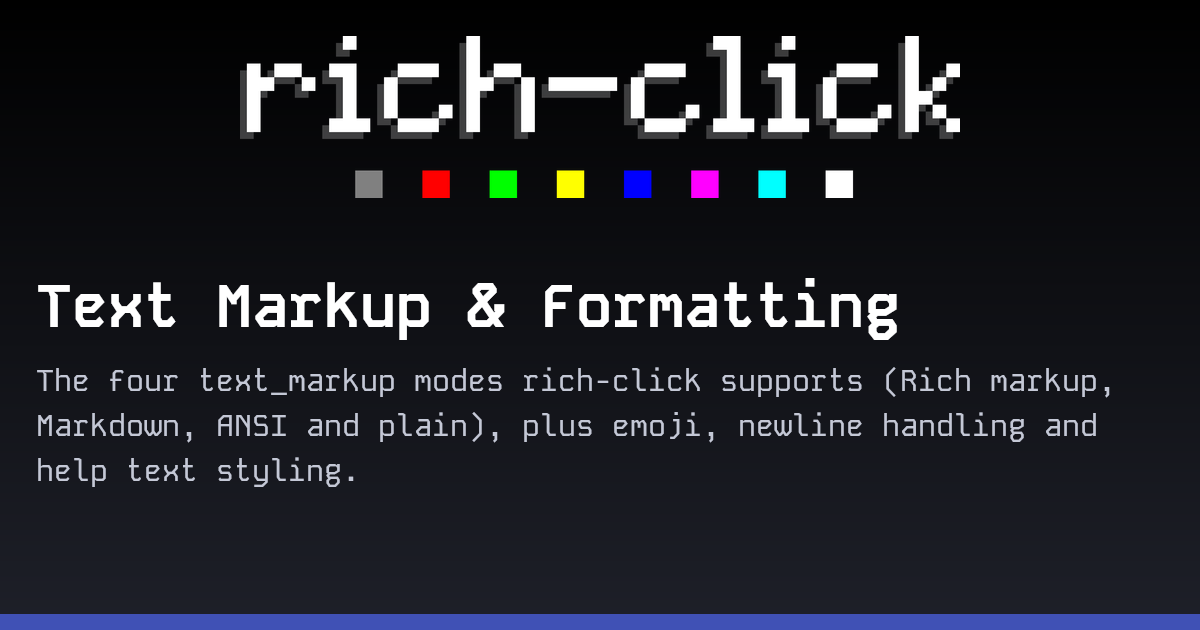 rich-click
Text Markup & Formatting
The four text_markup modes rich-click supports (Rich markup,
Markdown, ANSI and plain), plus emoji, newline handling and
help text styling.